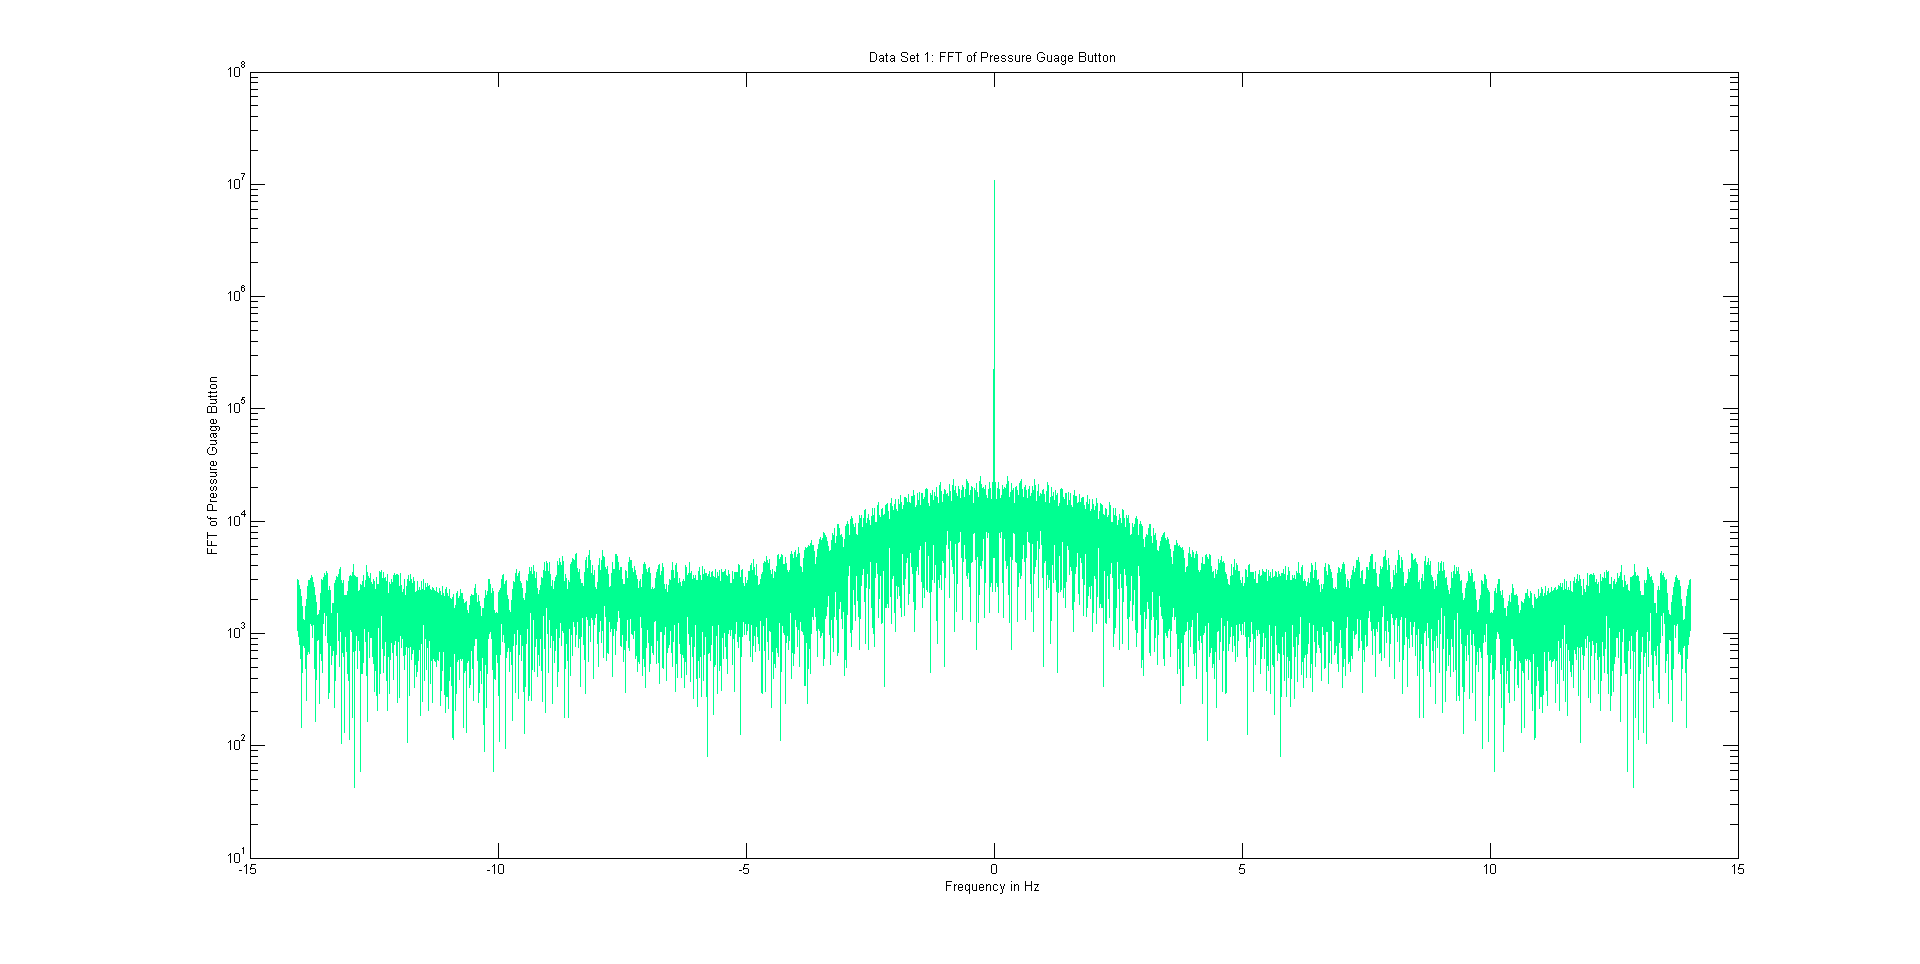 Data Set 1: FFT of Pressure Guage Button
10^8
10^7
10^6
10^5
10^4
10^3
10^2
10^1
FFT of Pressure Guage Button
-15 -10 -5 0 5 10 15
Frequency in Hz